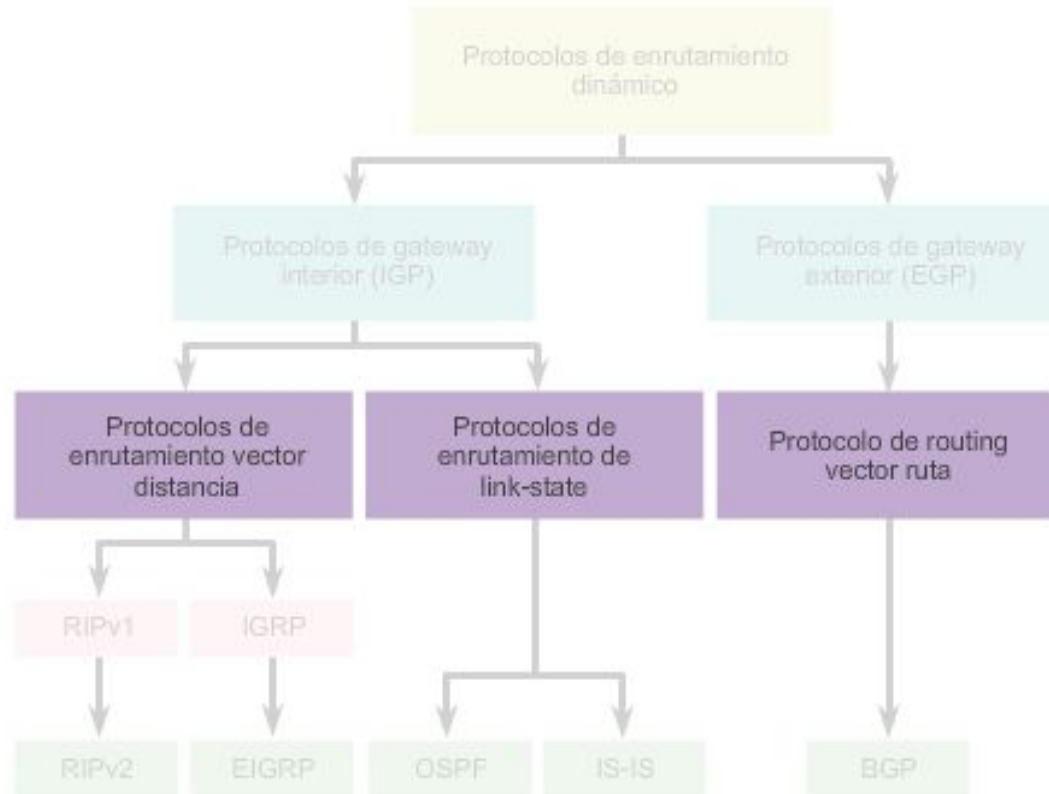 Protocolos de enrutamiento
dinámico
Protocolos de gateway
interior (IGP)
Protocolos de gateway
exterior (EGP)
Protocolos de
enrutamiento vector
distancia
Protocolos de
enrutamiento de
link-state
Protocolo de routing
vector ruta
RIPv1
IGRP
RIPv2
EIGRP
OSPF
IS-IS
BGP